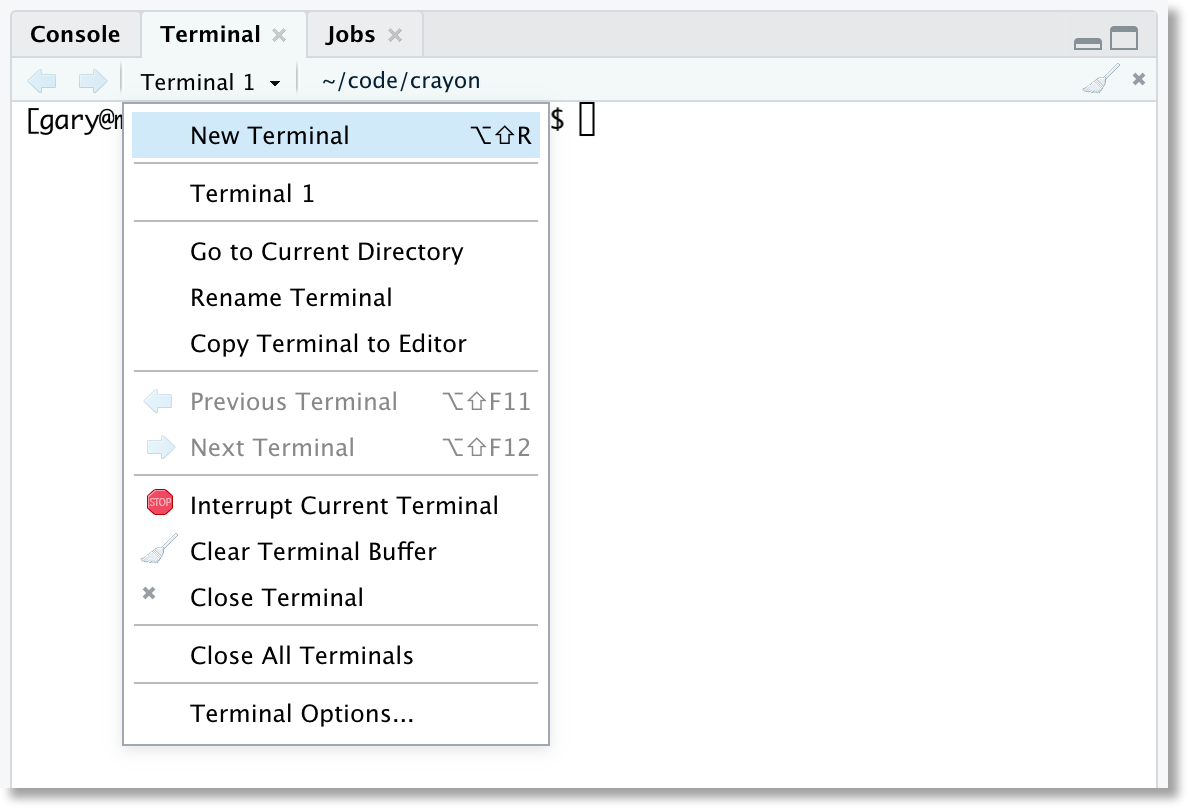 Console Terminal Jobs
Terminal 1 ~/code/crayon
[gary@ $
New Terminal ⌥⇧R
Terminal 1
Go to Current Directory
Rename Terminal
Copy Terminal to Editor
Previous Terminal ⌥⇧F11
Next Terminal ⌥⇧F12
STOP Interrupt Current Terminal
Clear Terminal Buffer
Close Terminal
Close All Terminals
Terminal Options...